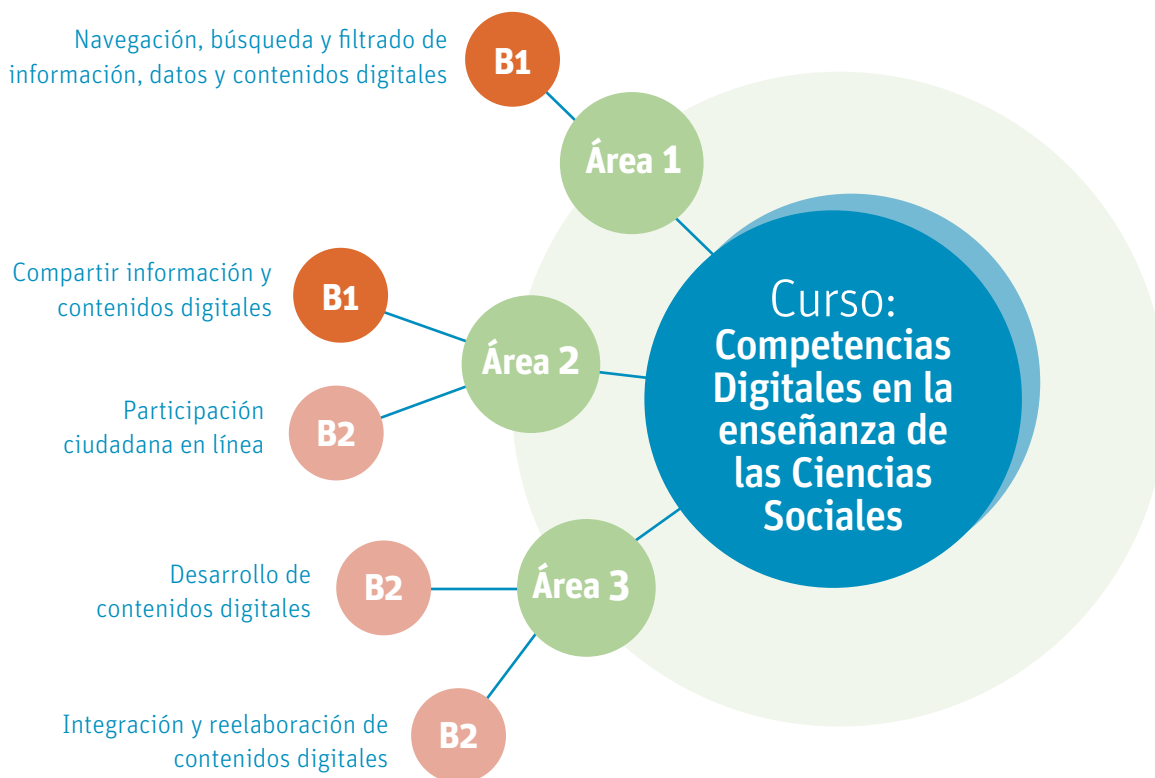 Navegación, búsqueda y filtrado de
información, datos y contenidos digitales
B1
Área 1
Compartir información y
contenidos digitales
B1
Área 2
Participación
ciudadana en línea
B2
Curso:
Competencias
Digitales en la
enseñanza de
las Ciencias
Sociales
Desarrollo de
contenidos digitales
B2
Área 3
Integración y reelaboración de
contenidos digitales
B2